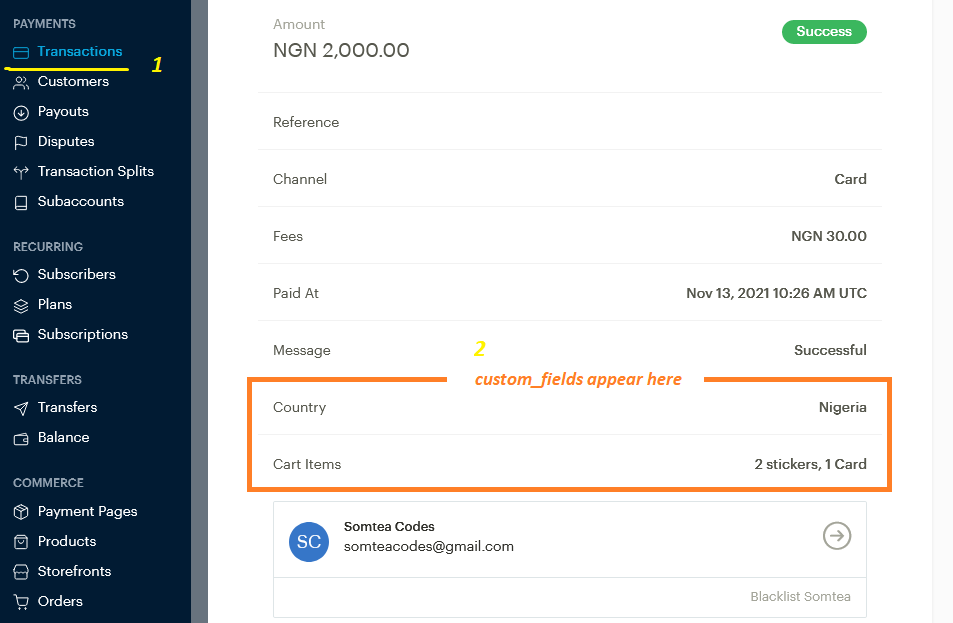 PAYMENTS
Transactions
1
Customers
Payouts
Disputes
Transaction Splits
Subaccounts
RECURRING
Subscribers
Plans
Subscriptions
TRANSFERS
Transfers
Balance
COMMERCE
Payment Pages
Products
Storefronts
Orders
Amount
NGN 2,000.00
Success
Reference
Channel Card
Fees NGN 30.00
Paid At Nov 13, 2021 10:26 AM UTC
Message Successful
2
custom_fields appear here
Country Nigeria
Cart Items 2 stickers, 1 Card
SC
Somtea Codes
somteacodes@gmail.com
Blacklist Somtea